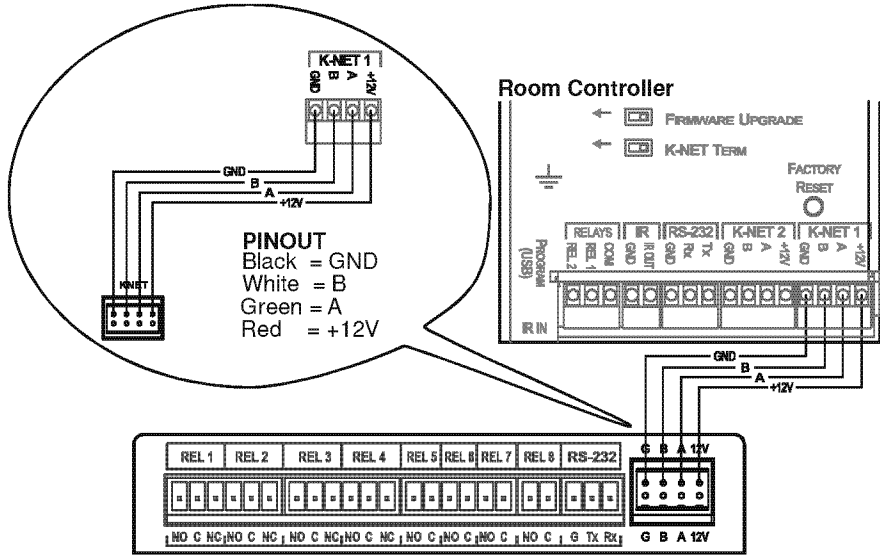 K-NET 1
GND B A +12V
GND
B
A
+12V
KNET
PINOUT
Black = GND
White = B
Green = A
Red = +12V
Room Controller
FIRMWARE UPGRADE
K-NET TERM
FACTORY
RESET
PROGRAM
(USB)
RELAYS IR RS-232 K-NET 2 K-NET 1
REL 2 REL 1 COM GND IR OUT GND Rx Tx GND B A +12V GND B A +12V
IR IN
GND
B
A
+12V
REL 1 REL 2 REL 3 REL 4 REL 5 REL 6 REL 7 REL 8 RS-232
G B A 12V
NO C NC NO C NC NO C NC NO C NC NO C NO C NO C NO C G Tx Rx
G B A 12V